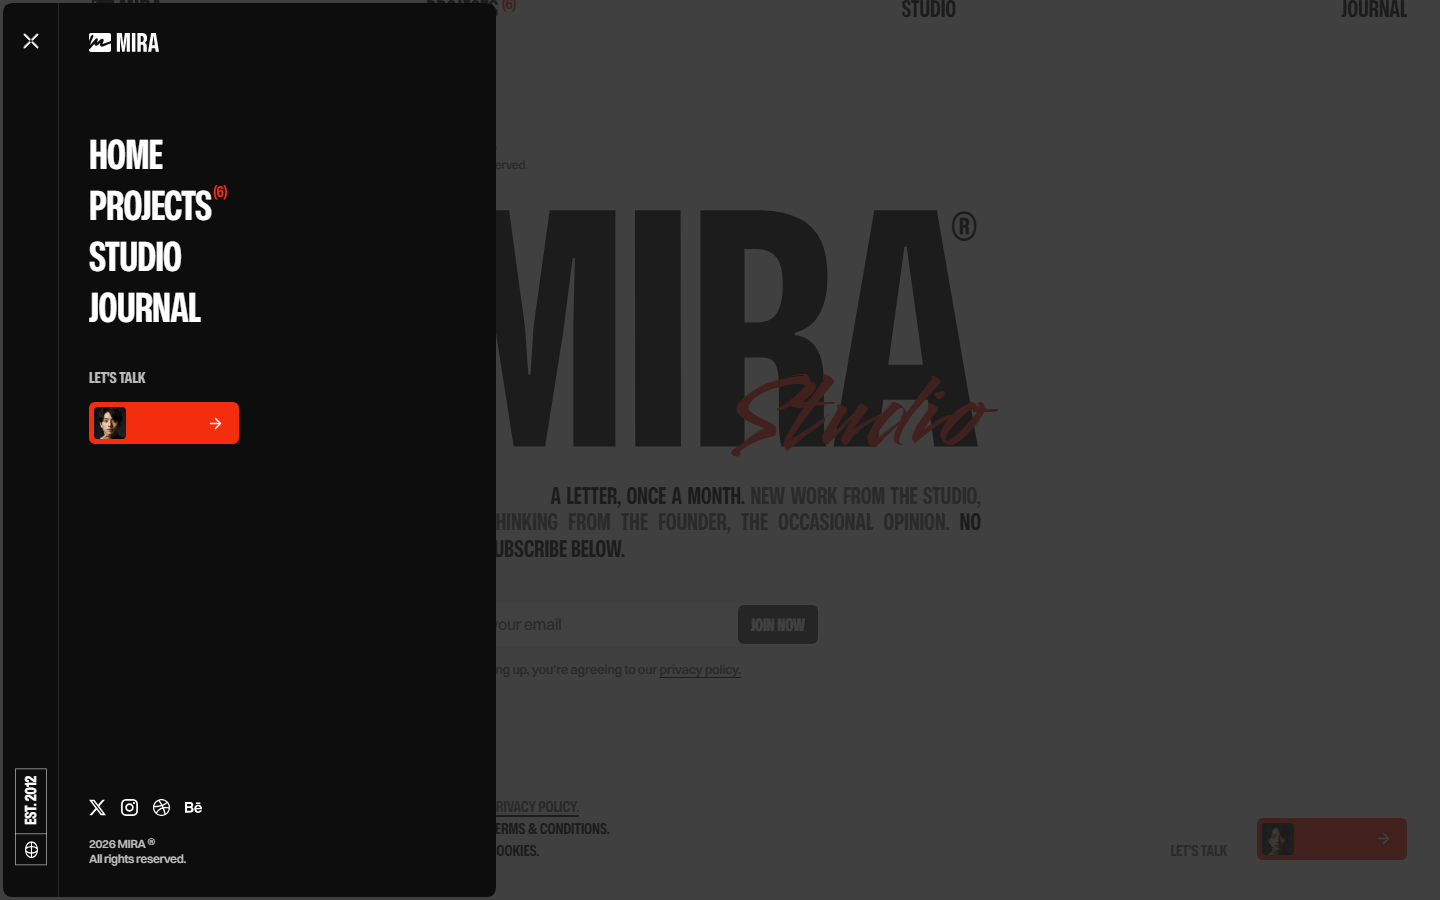 MIRA
HOME
PROJECTS (6)
STUDIO
JOURNAL
LET'S TALK
EST. 2012
Bē
2026 MIRA ®
All rights reserved.
(6)
STUDIO
JOURNAL
erved.
MIRA®
Studio
A LETTER, ONCE A MONTH. NEW WORK FROM THE STUDIO,
HINKING FROM THE FOUNDER, THE OCCASIONAL OPINION. NO
UBSCRIBE BELOW.
your email
JOIN NOW
ng up, you're agreeing to our privacy policy.
RIVACY POLICY.
ERMS & CONDITIONS.
OOKIES.
LET'S TALK